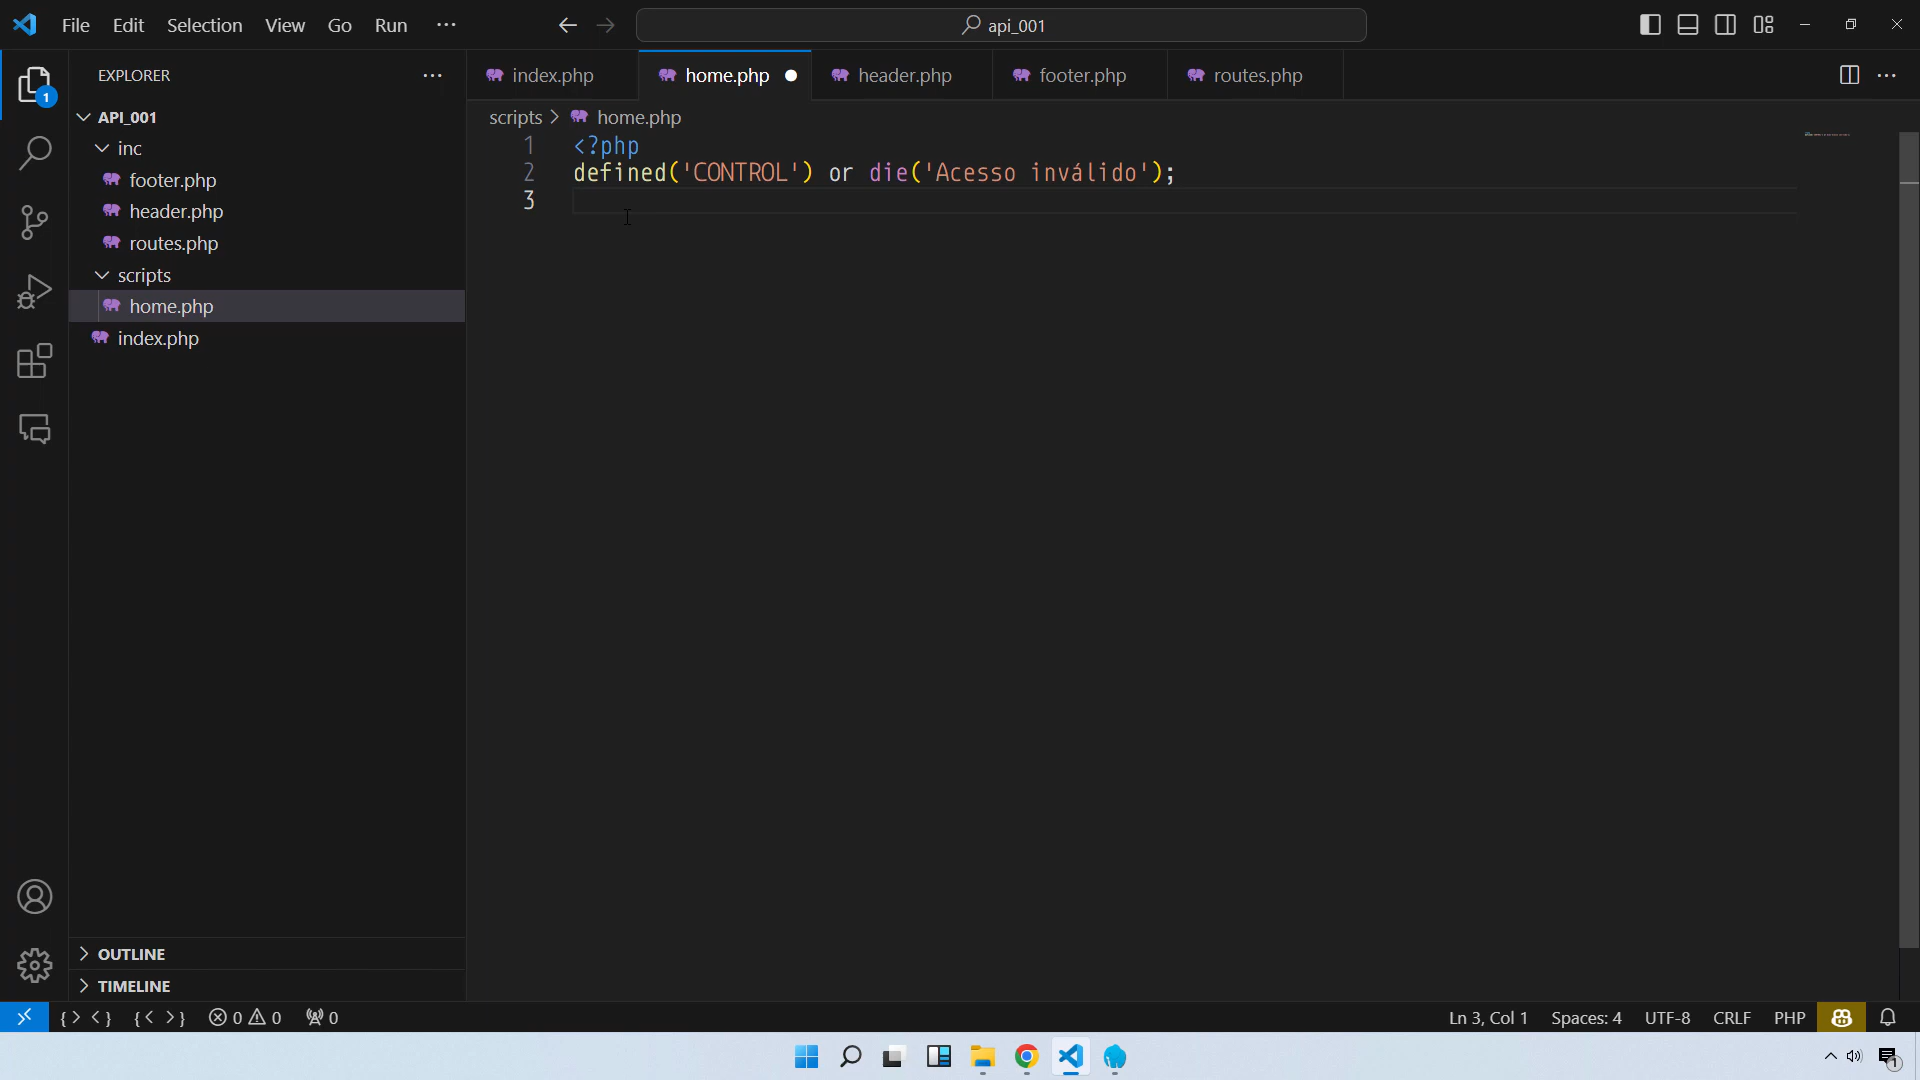 File Edit Selection View Go Run ···
api_001
EXPLORER ···
index.php home.php header.php footer.php routes.php
scripts > home.php
API_001
inc
footer.php
header.php
routes.php
scripts
home.php
index.php
1 <?php
2 defined('CONTROL') or die('Acesso inválido');
3
1
OUTLINE
TIMELINE
0 0 0
Ln 3, Col 1 Spaces: 4 UTF-8 CRLF PHP
1